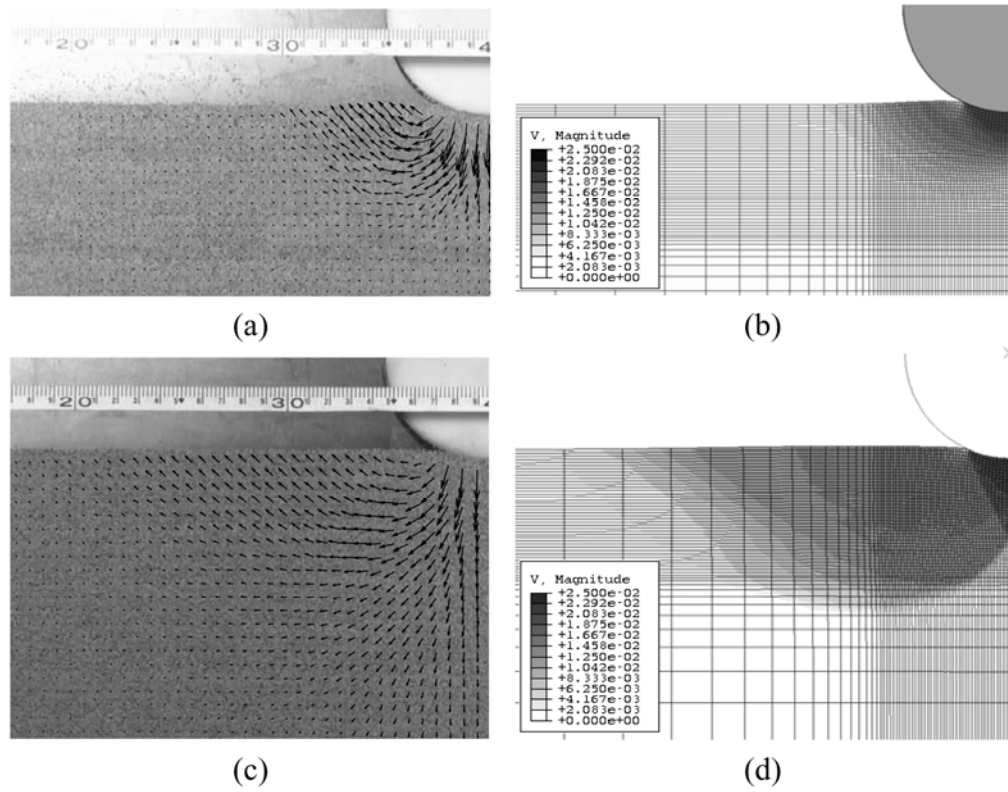 20 30 4
V, Magnitude
+2.500e-02
+2.292e-02
+2.083e-02
+1.875e-02
+1.667e-02
+1.458e-02
+1.250e-02
+1.042e-02
+8.333e-03
+6.250e-03
+4.167e-03
+2.083e-03
+0.000e+00
(a)
(b)
20 30 4
X
V, Magnitude
+2.500e-02
+2.292e-02
+2.083e-02
+1.875e-02
+1.667e-02
+1.458e-02
+1.250e-02
+1.042e-02
+8.333e-03
+6.250e-03
+4.167e-03
+2.083e-03
+0.000e+00
(c)
(d)